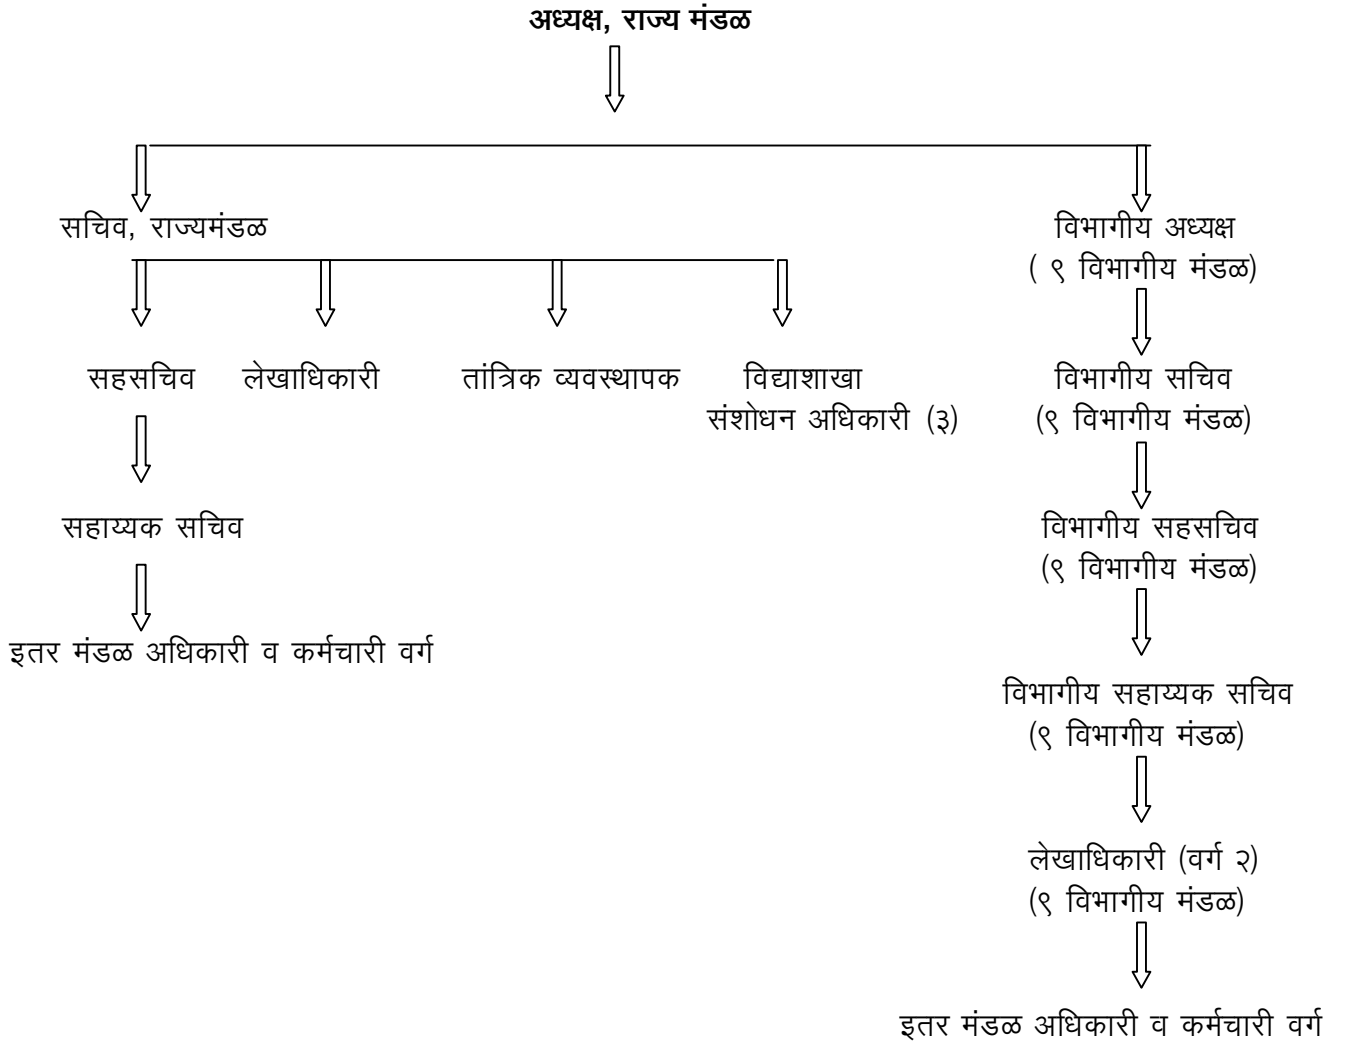 अध्यक्ष, राज्य मंडळ
सचिव, राज्यमंडळ
विभागीय अध्यक्ष
( ९ विभागीय मंडळ)
सहसचिव
लेखाधिकारी
तांत्रिक व्यवस्थापक
विद्याशाखा
संशोधन अधिकारी (३)
विभागीय सचिव
(९ विभागीय मंडळ)
सहाय्यक सचिव
विभागीय सहसचिव
(९ विभागीय मंडळ)
इतर मंडळ अधिकारी व कर्मचारी वर्ग
विभागीय सहाय्यक सचिव
(९ विभागीय मंडळ)
लेखाधिकारी (वर्ग २)
(९ विभागीय मंडळ)
इतर मंडळ अधिकारी व कर्मचारी वर्ग